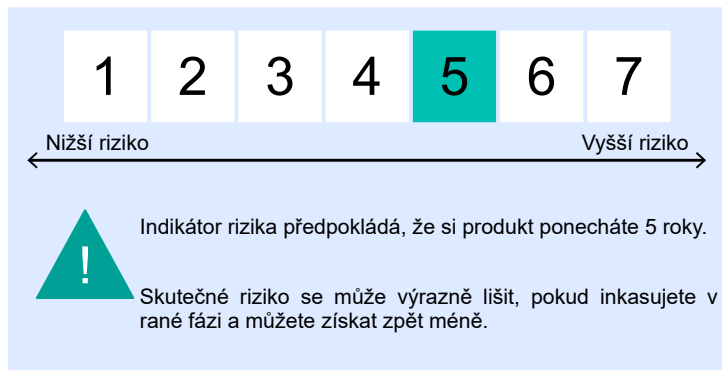 1 2 3 4 5 6 7
Nižší riziko Vyšší riziko
! Indikátor rizika předpokládá, že si produkt ponecháte 5 roky.
Skutečné riziko se může výrazně lišit, pokud inkasujete v
rané fázi a můžete získat zpět méně.